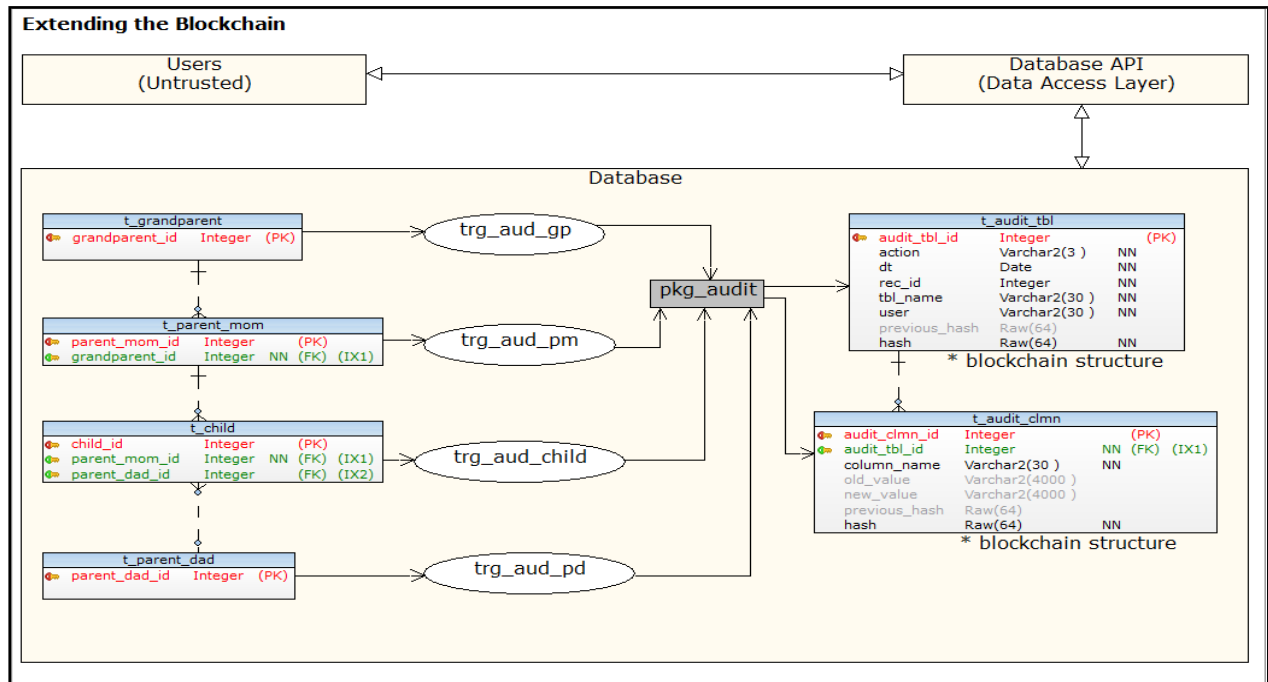 Extending the Blockchain
Users
(Untrusted)
Database API
(Data Access Layer)
Database
t_grandparent
grandparent_id Integer (PK)
trg_aud_gp
t_parent_mom
parent_mom_id Integer (PK)
grandparent_id Integer NN (FK) (IX1)
trg_aud_pm
t_child
child_id Integer (PK)
parent_mom_id Integer NN (FK) (IX1)
parent_dad_id Integer (FK) (IX2)
trg_aud_child
t_parent_dad
parent_dad_id Integer (PK)
trg_aud_pd
pkg_audit
t_audit_tbl
audit_tbl_id Integer (PK)
action Varchar2(3 ) NN
dt Date NN
rec_id Integer NN
tbl_name Varchar2(30 ) NN
user Varchar2(30 ) NN
previous_hash Raw(64)
hash Raw(64) NN
* blockchain structure
t_audit_clmn
audit_clmn_id Integer (PK)
audit_tbl_id Integer NN (FK) (IX1)
column_name Varchar2(30 ) NN
old_value Varchar2(4000 )
new_value Varchar2(4000 )
previous_hash Raw(64)
hash Raw(64) NN
* blockchain structure